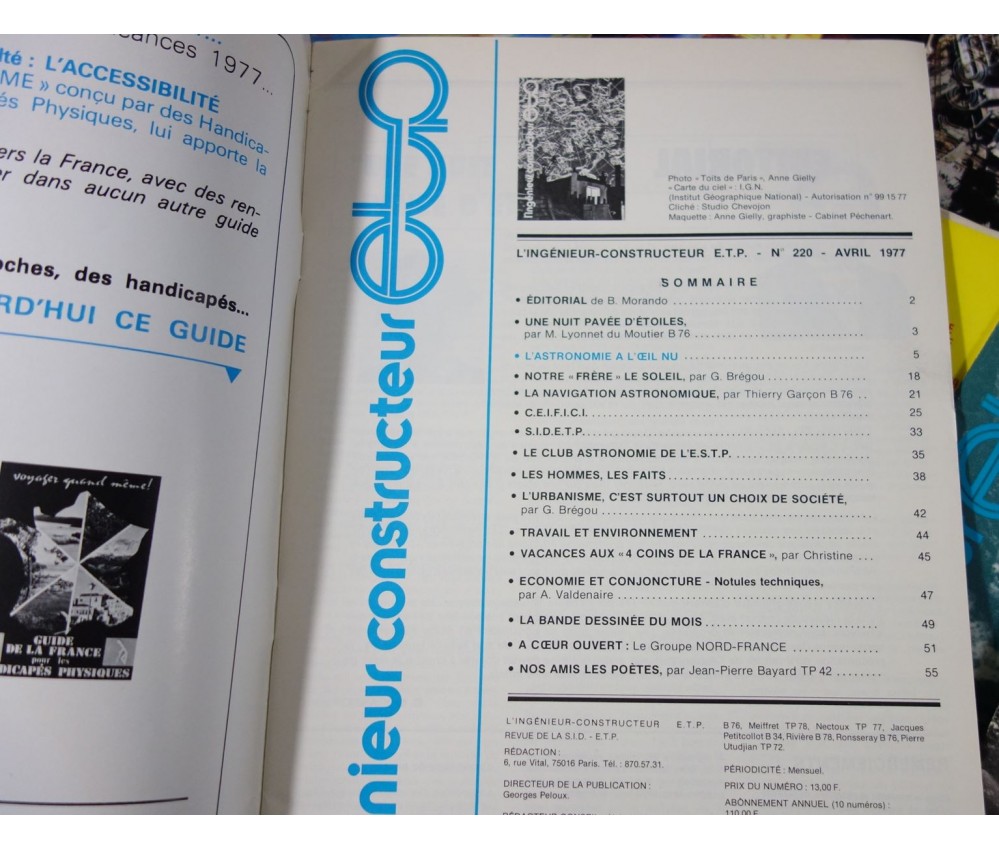 cances 1977...
lté : L'ACCESSIBILITÉ
ME » conçu par des Handica-
és Physiques, lui apporte la
ers la France, avec des ren-
er dans aucun autre guide
oches, des handicapés...
RD'HUI CE GUIDE
voyager quand même!
GUIDE
DE LA FRANCE
pour les
DICAPÉS PHYSIQUES
nieur constructeur etp
l'ingénieur constructeur etp
Photo « Toits de Paris », Anne Gielly
« Carte du ciel » : I.G.N.
(Institut Géographique National) - Autorisation n° 99 15 77
Cliché : Studio Chevojon
Maquette : Anne Gielly, graphiste - Cabinet Péchenart.
L'INGÉNIEUR-CONSTRUCTEUR E.T.P. - N° 220 - AVRIL 1977
SOMMAIRE
• ÉDITORIAL de B. Morando 2
• UNE NUIT PAVÉE D'ÉTOILES,
par M. Lyonnet du Moutier B 76 3
• L'ASTRONOMIE A L'ŒIL NU 5
• NOTRE « FRÈRE » LE SOLEIL, par G. Brégou 18
• LA NAVIGATION ASTRONOMIQUE, par Thierry Garçon B 76 21
• C.E.I.F.I.C.I. 25
• S.I.D.E.T.P. 33
• LE CLUB ASTRONOMIE DE L'E.S.T.P. 35
• LES HOMMES, LES FAITS 38
• L'URBANISME, C'EST SURTOUT UN CHOIX DE SOCIÉTÉ,
par G. Brégou 42
• TRAVAIL ET ENVIRONNEMENT 44
• VACANCES AUX « 4 COINS DE LA FRANCE », par Christine 45
• ECONOMIE ET CONJONCTURE - Notules techniques,
par A. Valdenaire 47
• LA BANDE DESSINÉE DU MOIS 49
• A CŒUR OUVERT : Le Groupe NORD-FRANCE 51
• NOS AMIS LES POÈTES, par Jean-Pierre Bayard TP 42 55
L'INGÉNIEUR-CONSTRUCTEUR E.T.P.
REVUE DE LA S.I.D. - E.T.P.
RÉDACTION :
6, rue Vital, 75016 Paris. Tél. : 870.57.31.
DIRECTEUR DE LA PUBLICATION :
Georges Peloux.
B 76, Meiffret TP 78, Nectoux TP 77, Jacques
Petitcollot B 34, Rivière B 78, Ronsseray B 76, Pierre
Utudjian TP 72.
PÉRIODICITÉ : Mensuel.
PRIX DU NUMÉRO : 13,00 F.
ABÔNNEMENT ANNUEL (10 numéros) :
110,00 F.